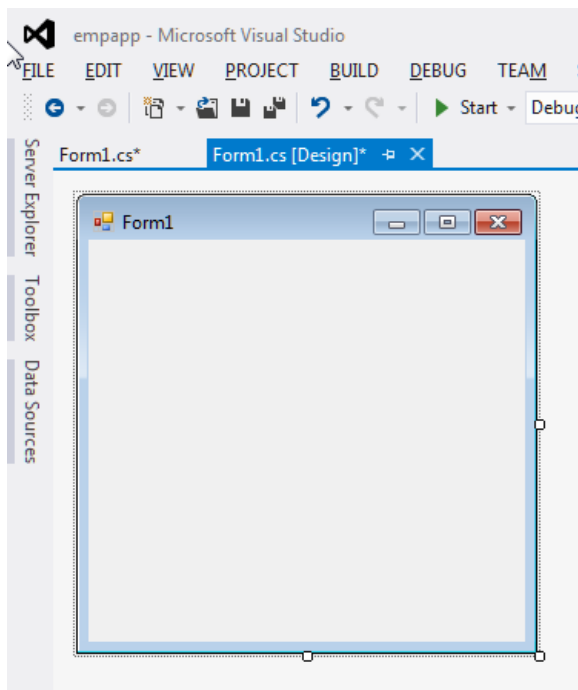 empapp - Microsoft Visual Studio
FILE EDIT VIEW PROJECT BUILD DEBUG TEAM
Start Debug
Form1.cs* Form1.cs [Design]*
Form1
Server Explorer
Toolbox
Data Sources